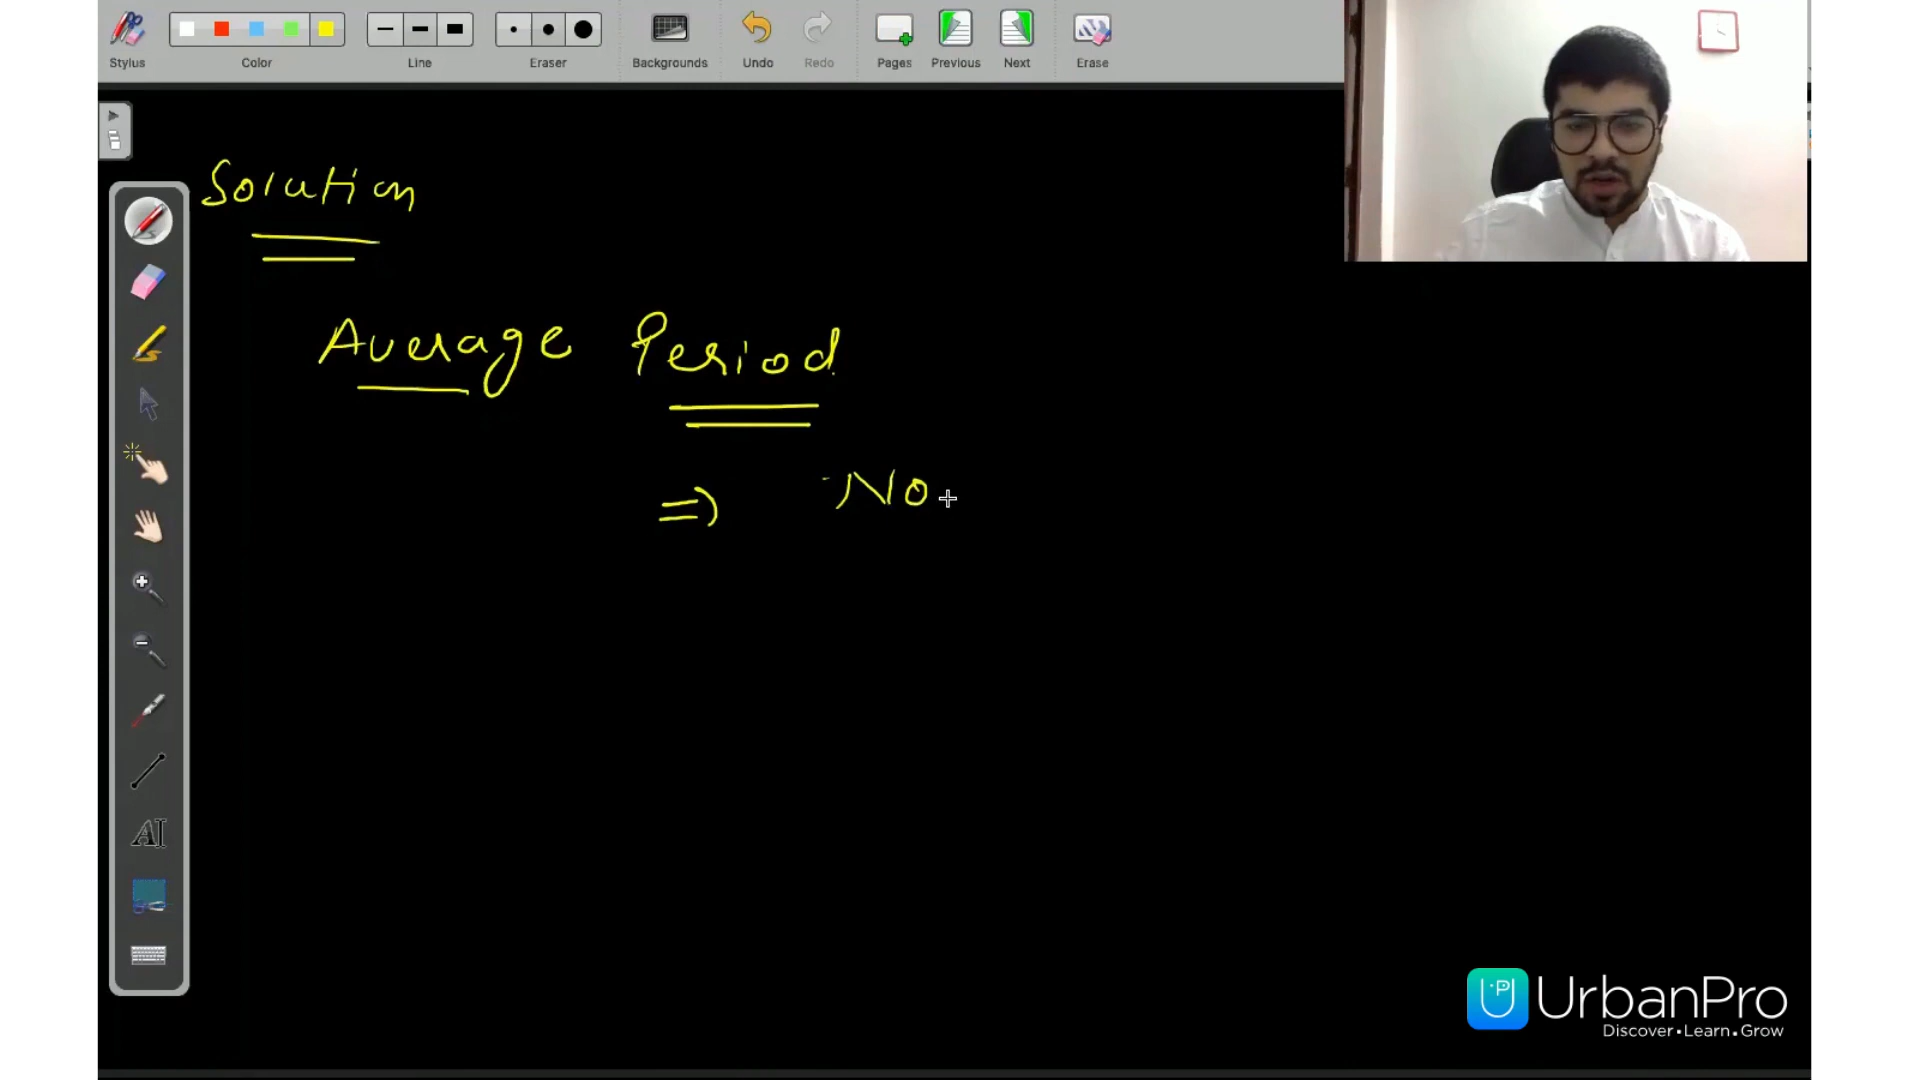 Stylus
Color
Line
Eraser
Backgrounds
Undo
Redo
Pages
Previous
Next
Erase
Solution
Average Period
=> No
AI
UrbanPro
Discover•Learn•Grow